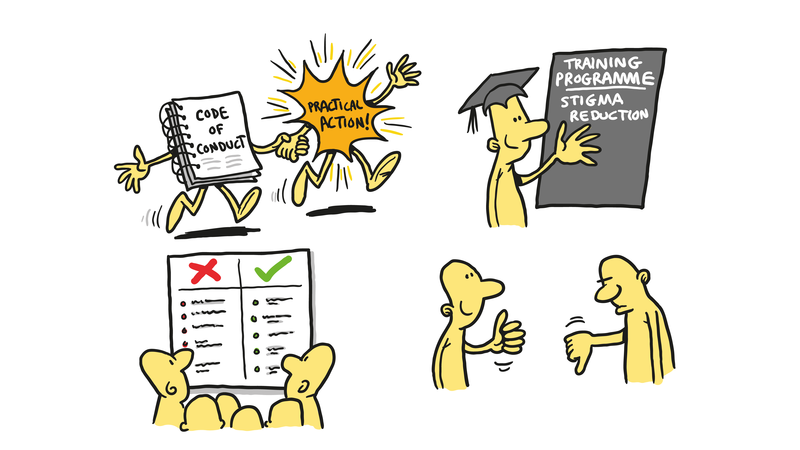 CODE
OF
CONDUCT
PRACTICAL
ACTION!
TRAINING
PROGRAMME
STIGMA
REDUCTION